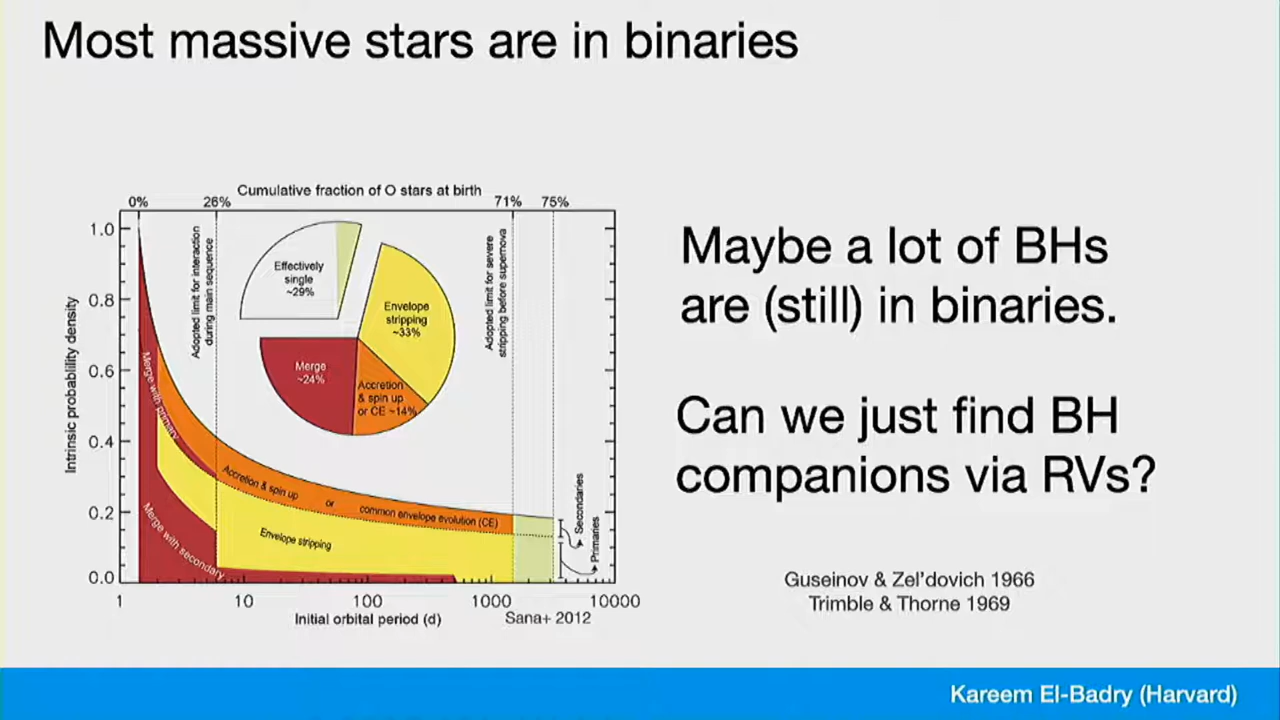 Most massive stars are in binaries
Cumulative fraction of O stars at birth
0% 26% 71% 75%
Intrinsic probablility density
1.0
0.8
0.6
0.4
0.2
0.0
Adopted limit for interaction
during main sequence
Adopted limit for severe
stripping before supernova
Effectively
single
~29%
Envelope
stripping
~33%
Merge
~24%
Accretion
& spin up
or CE ~14%
Merge with primary
Merge with secondary
Accretion & spin up or common envelope evolution (CE)
Envelope stripping
Secondaries
Primaries
1 10 100 1000 10000
Initial orbital period (d)
Sana+ 2012
Maybe a lot of BHs
are (still) in binaries.
Can we just find BH
companions via RVs?
Guseinov & Zel'dovich 1966
Trimble & Thorne 1969
Kareem El-Badry (Harvard)